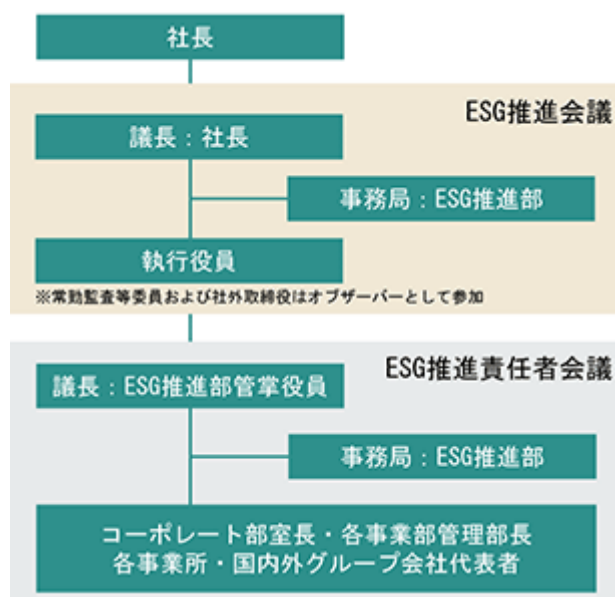 社長
ESG推進会議
議長：社長
事務局：ESG推進部
執行役員
※常勤監査等委員および社外取締役はオブザーバーとして参加
ESG推進責任者会議
議長：ESG推進部管掌役員
事務局：ESG推進部
コーポレート部室長・各事業部管理部長
各事業所・国内外グループ会社代表者